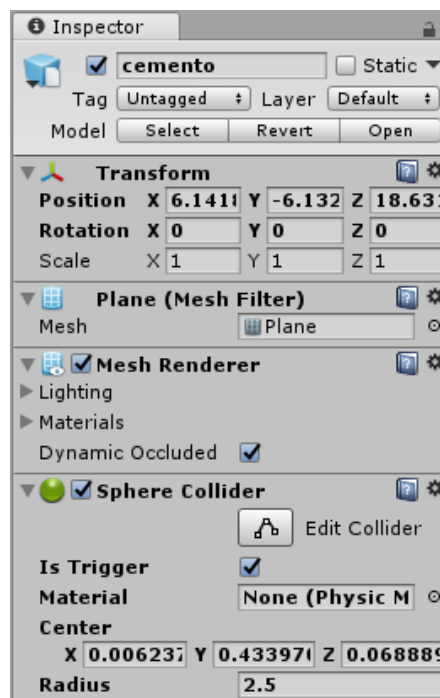 Inspector
cemento Static
Tag Untagged Layer Default
Model Select Revert Open
Transform
Position X 6.1418 Y -6.132 Z 18.631
Rotation X 0 Y 0 Z 0
Scale X 1 Y 1 Z 1
Plane (Mesh Filter)
Mesh Plane
Mesh Renderer
Lighting
Materials
Dynamic Occluded
Sphere Collider
Edit Collider
Is Trigger
Material None (Physic M
Center
X 0.006237 Y 0.43397 Z 0.068889
Radius 2.5